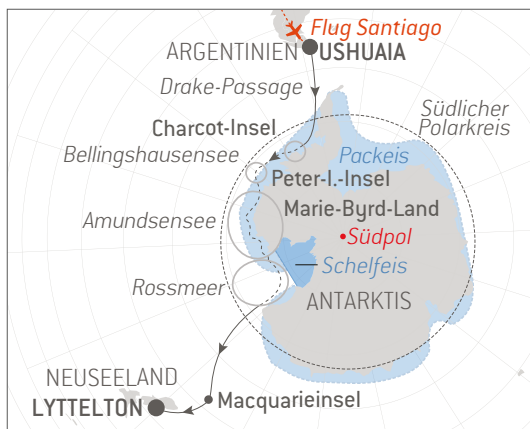 Flug Santiago
ARGENTINIEN USHUAIA
Drake-Passage
Südlicher
Polarkreis
Charcot-Insel
Bellingshausensee
Packeis
Peter-I.-Insel
Marie-Byrd-Land
Amundsensee
Südpol
Schelfeis
Rossmeer
ANTARKTIS
NEUSEELAND
LYTTELTON
Macquarieinsel